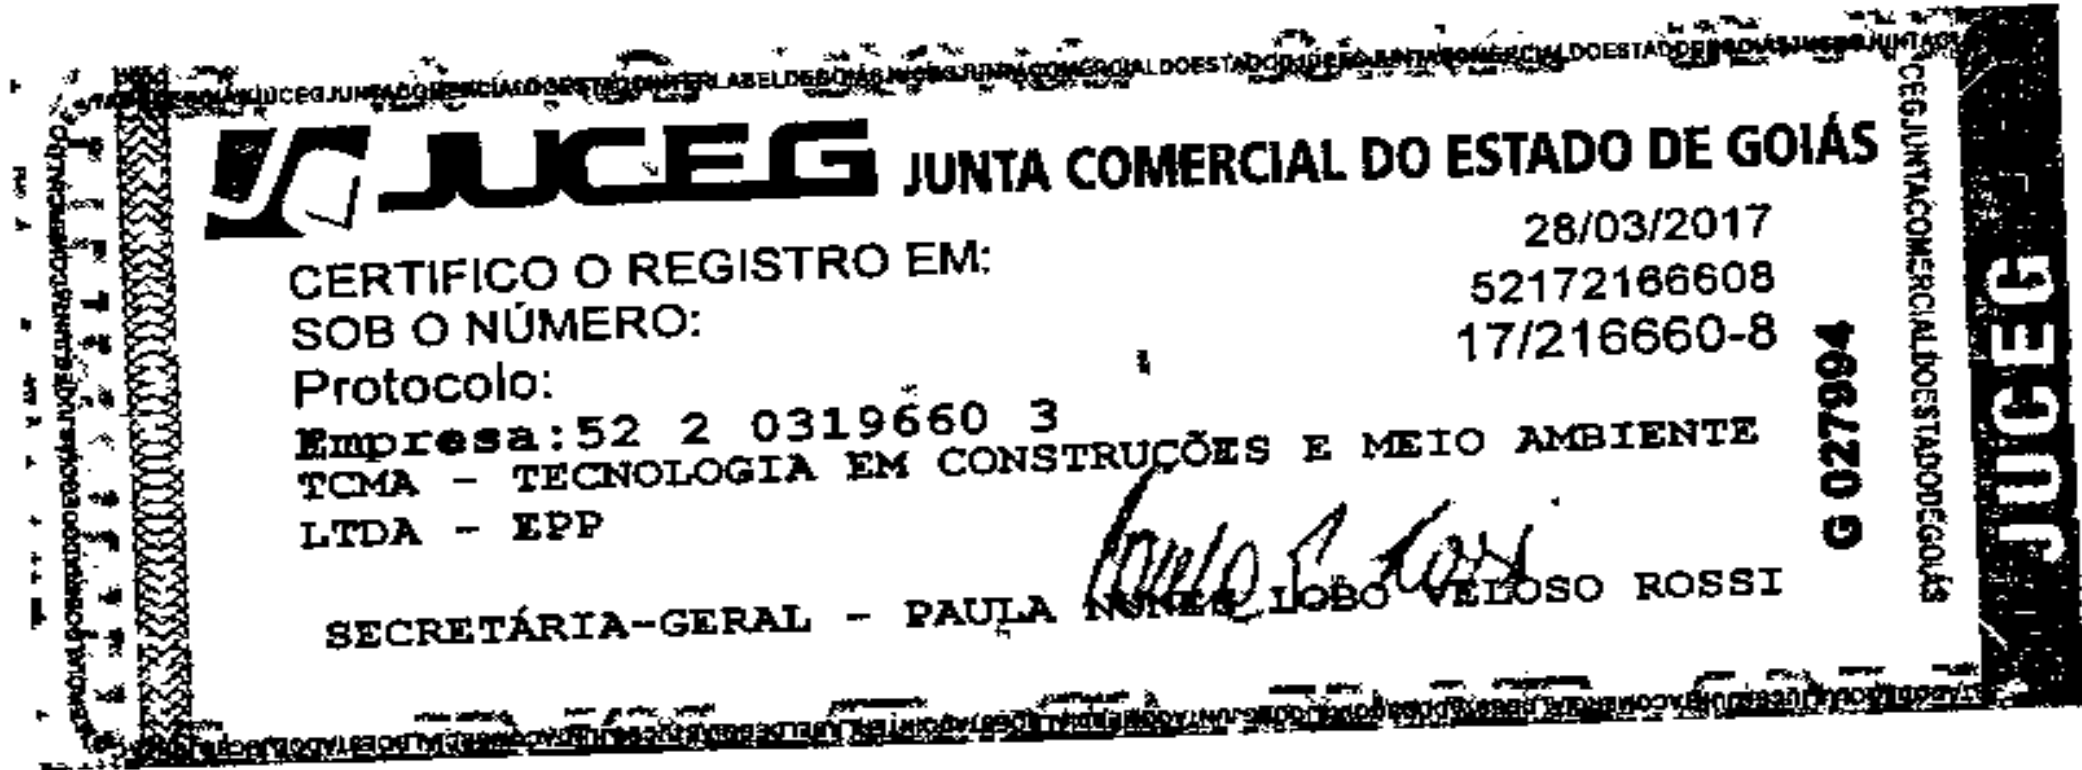 JUCEG JUNTA COMERCIAL DO ESTADO DE GOIÁS
CERTIFICO O REGISTRO EM: 28/03/2017
SOB O NÚMERO: 52172166608
Protocolo: 17/216660-8
Empresa:52 2 0319660 3
TCMA - TECNOLOGIA EM CONSTRUÇÕES E MEIO AMBIENTE
LTDA - EPP
SECRETÁRIA-GERAL - PAULA NUNES LOBO VELOSO ROSSI
G 027994
CEGJUNTACOMERCIALDOESTADODEGOIÁS
JUCEG